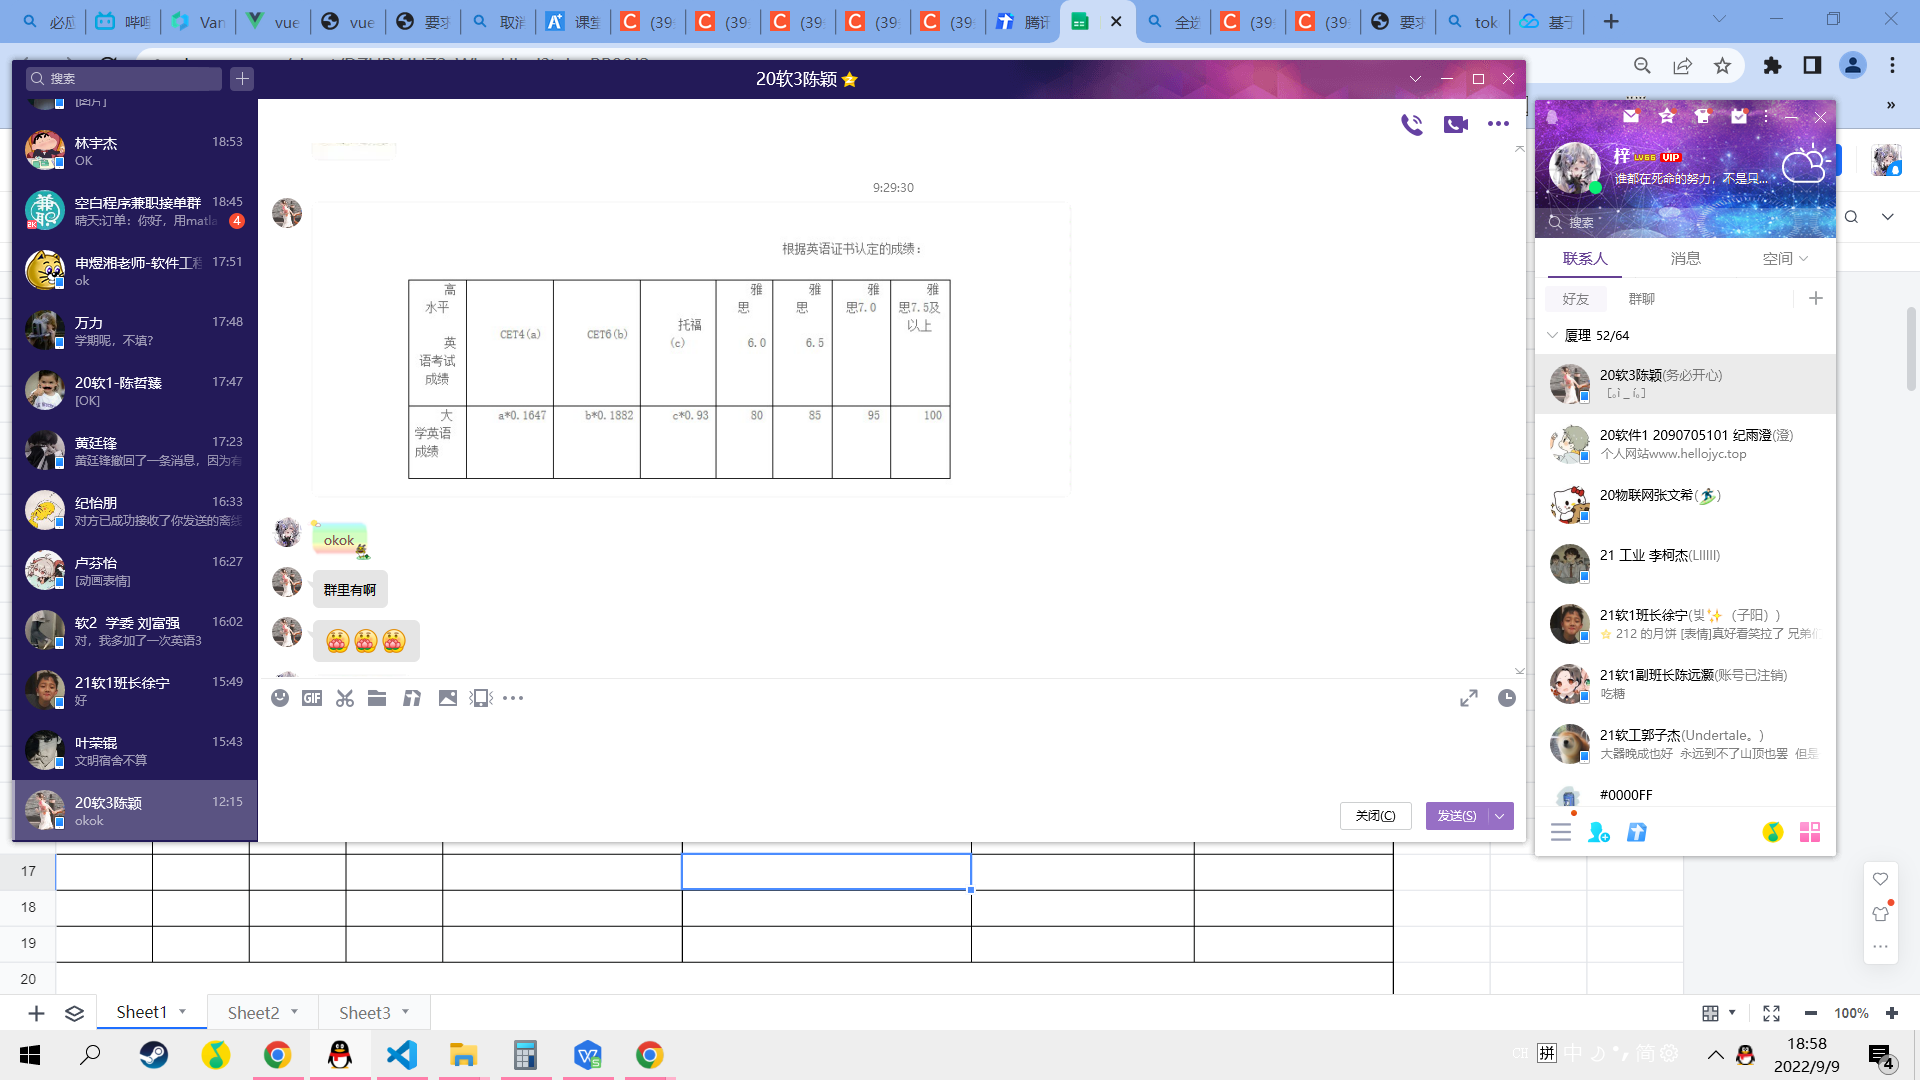 必应
哔哩
Van
vue
vue
要求
取消
课堂
(39
(39
(39
(39
(39
腾讯
全选
(39
(39
要求
tok
基于
搜索
20软3陈颖
[图片]
林宇杰
18:53
OK
空白程序兼职接单群
18:45
晴天:订单：你好，用matla
4
申煜湘老师-软件工程
17:51
ok
万力
17:48
学期呢，不填?
20软1-陈哲臻
17:47
[OK]
黄廷锋
17:23
黄廷锋撤回了一条消息，因为有
纪怡朋
16:33
对方已成功接收了你发送的离线
卢芬怡
16:27
[动画表情]
软2 学委 刘富强
16:02
对，我多加了一次英语3
21软1班长徐宁
15:49
好
叶荣锟
15:43
文明宿舍不算
20软3陈颖
12:15
okok
9:29:30
根据英语证书认定的成绩：
高水平英语考试成绩
CET4(a)
CET6(b)
托福(c)
雅思 6.0
雅思 6.5
雅思7.0
雅思7.5及以上
大学英语成绩
a*0.1647
b*0.1882
c*0.93
80
85
95
100
okok
群里有啊
GIF
关闭(C)
发送(S)
梓 LV66 VIP
谁都在死命的努力，不是只...
搜索
联系人
消息
空间
好友
群聊
厦理 52/64
20软3陈颖(务必开心)
20软件1 2090705101 纪雨澄(澄)
个人网站www.hellojyc.top
20物联网张文希
21 工业 李柯杰(LIIIII)
21软1班长徐宁(빛✨（子阳）)
212 的月饼 [表情]真好看笑拉了 兄弟们
21软1副班长陈远灏(账号已注销)
吃糖
21软工郭子杰(Undertale。)
大器晚成也好 永远到不了山顶也罢 但是
#0000FF
17
18
19
20
Sheet1
Sheet2
Sheet3
100%
CH
拼
中
简
18:58
2022/9/9
4